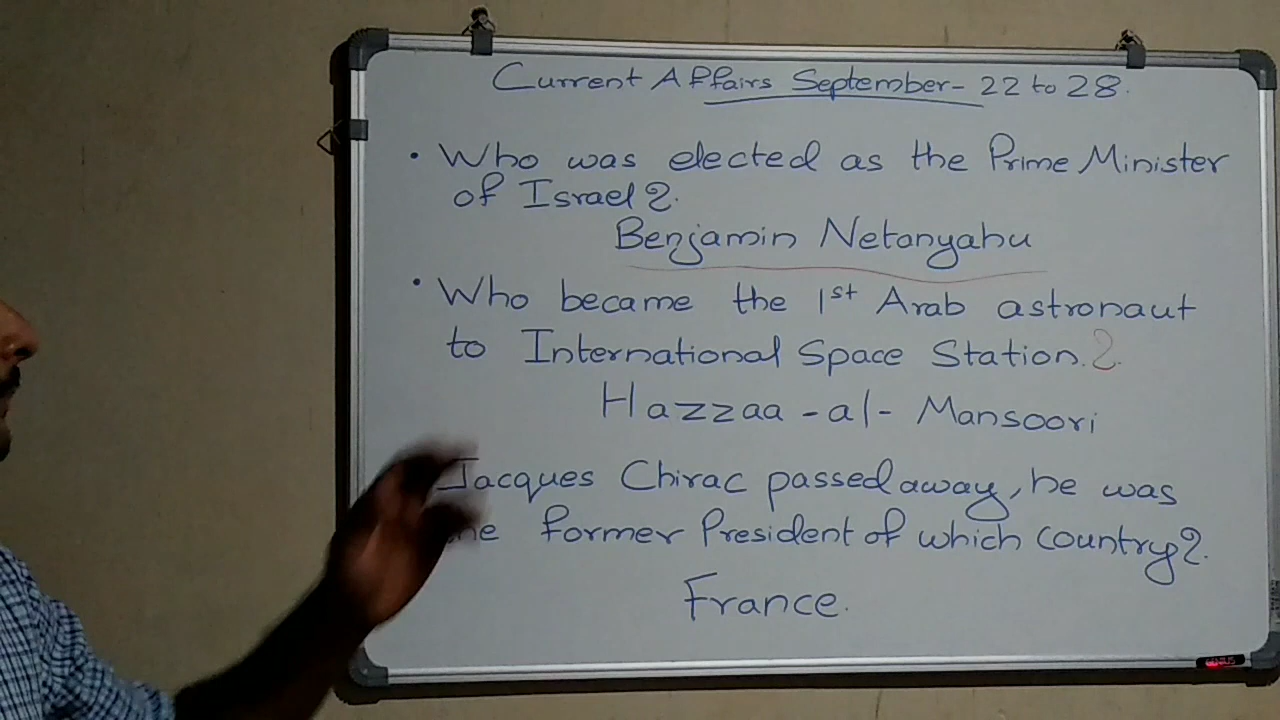 Current Affairs September- 22 to 28.
• Who was elected as the Prime Minister
of Israel?.
Benjamin Netanyahu
• Who became the 1st Arab astronaut
to International Space Station.?.
Hazzaa -al- Mansoori
Jacques Chirac passed away, he was
former President of which country?.
France.